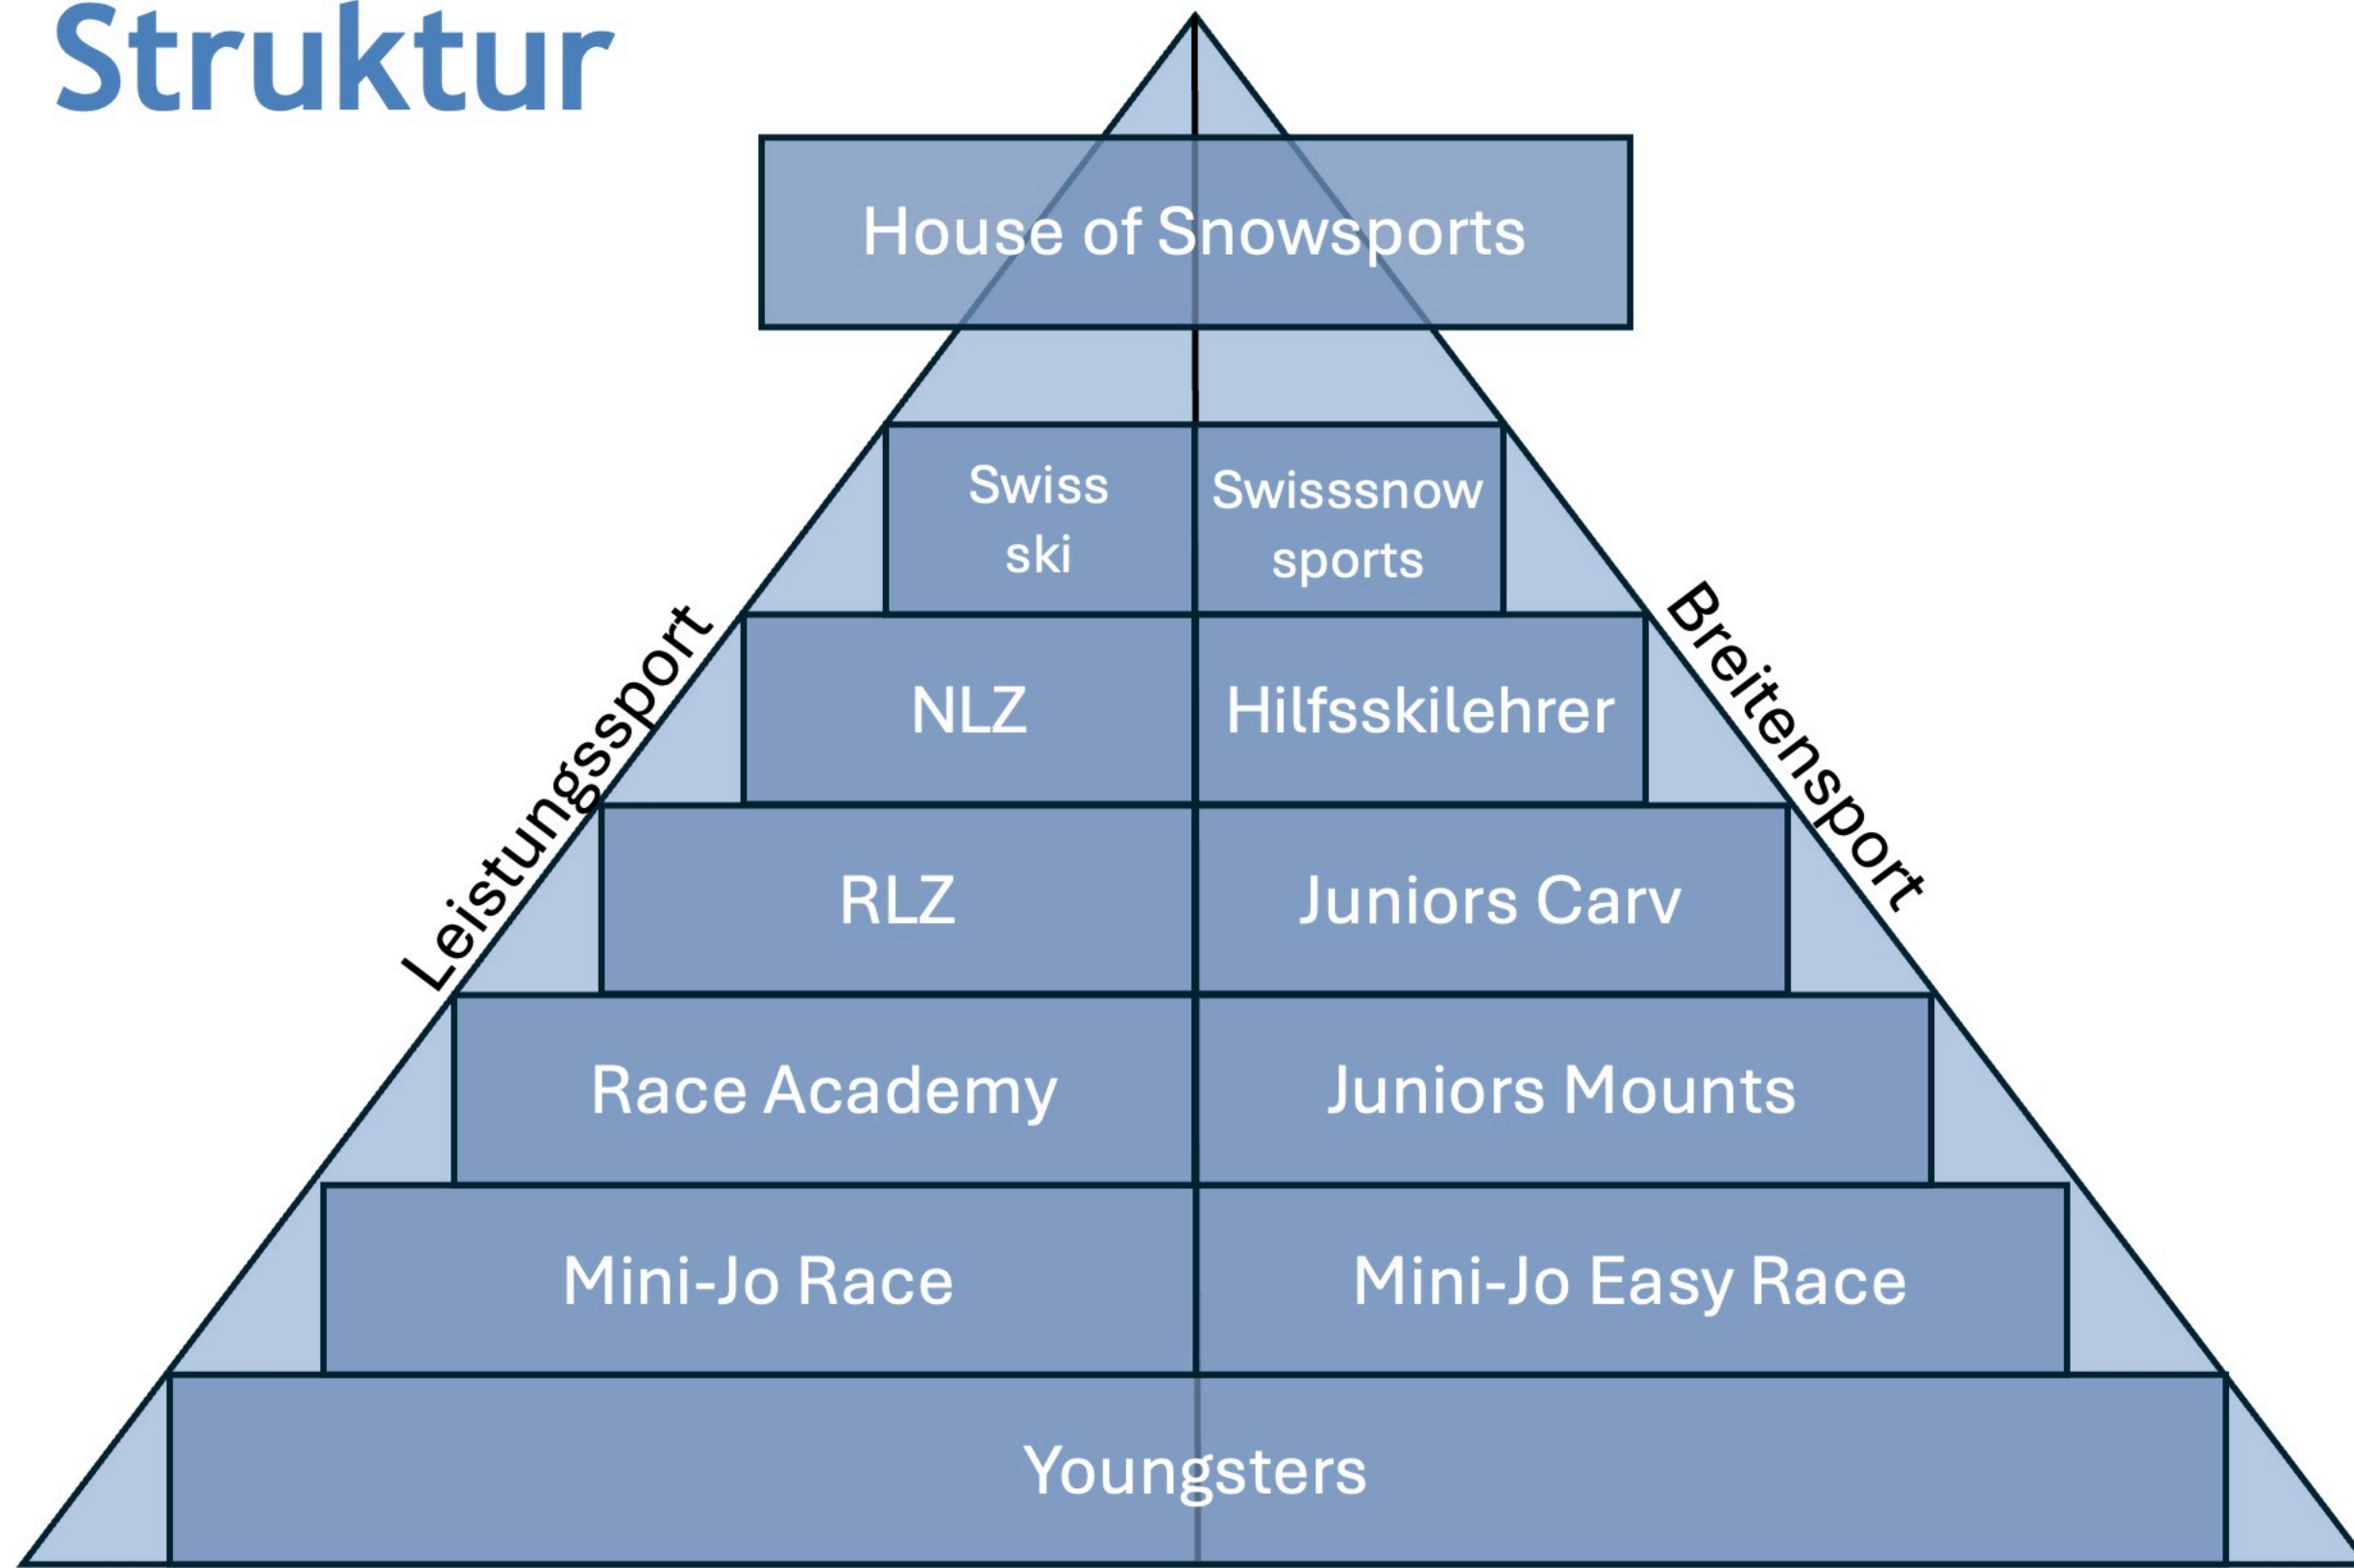 Struktur
House of Snowsports
Swiss
ski
Swisssnow
sports
Leistungssport
Breitensport
NLZ
Hilfsskilehrer
RLZ
Juniors Carv
Race Academy
Juniors Mounts
Mini-Jo Race
Mini-Jo Easy Race
Youngsters